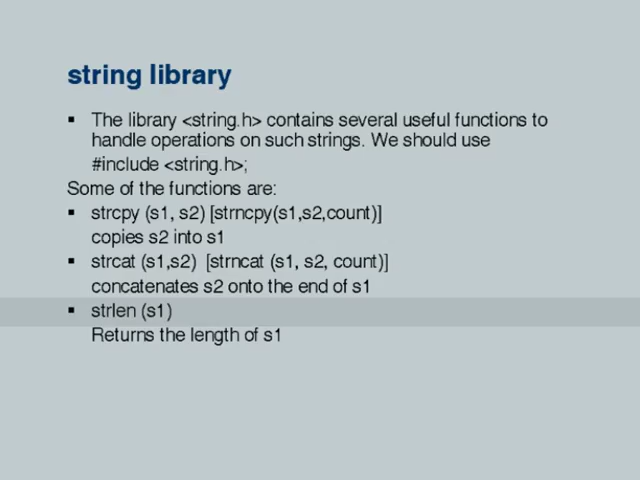 string library
▪ The library <string.h> contains several useful functions to
handle operations on such strings. We should use
#include <string.h>;
Some of the functions are:
▪ strcpy (s1, s2) [strncpy(s1,s2,count)]
copies s2 into s1
▪ strcat (s1,s2) [strncat (s1, s2, count)]
concatenates s2 onto the end of s1
▪ strlen (s1)
Returns the length of s1